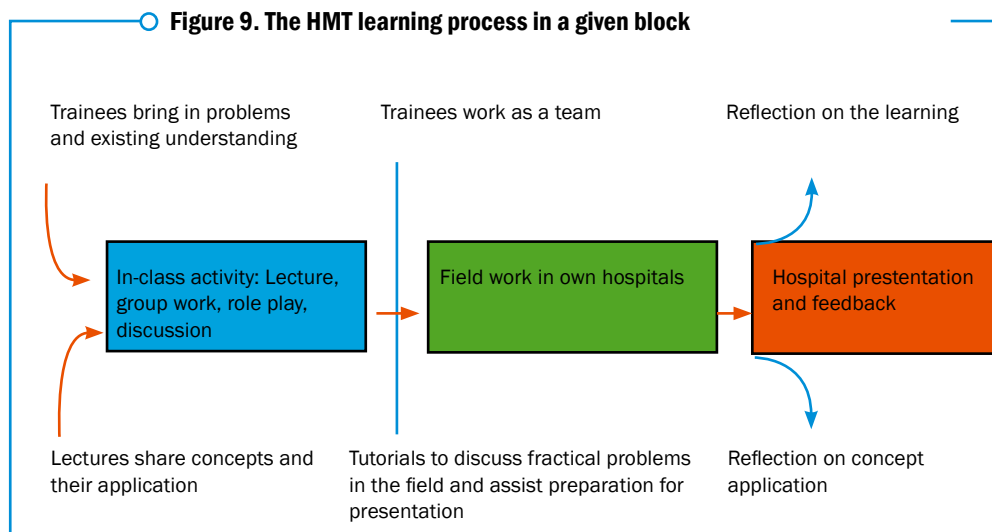 Figure 9. The HMT learning process in a given block
Trainees bring in problems
and existing understanding
Trainees work as a team
Reflection on the learning
In-class activity: Lecture,
group work, role play,
discussion
Field work in own hospitals
Hospital prestentation
and feedback
Lectures share concepts and
their application
Tutorials to discuss fractical problems
in the field and assist preparation for
presentation
Reflection on concept
application